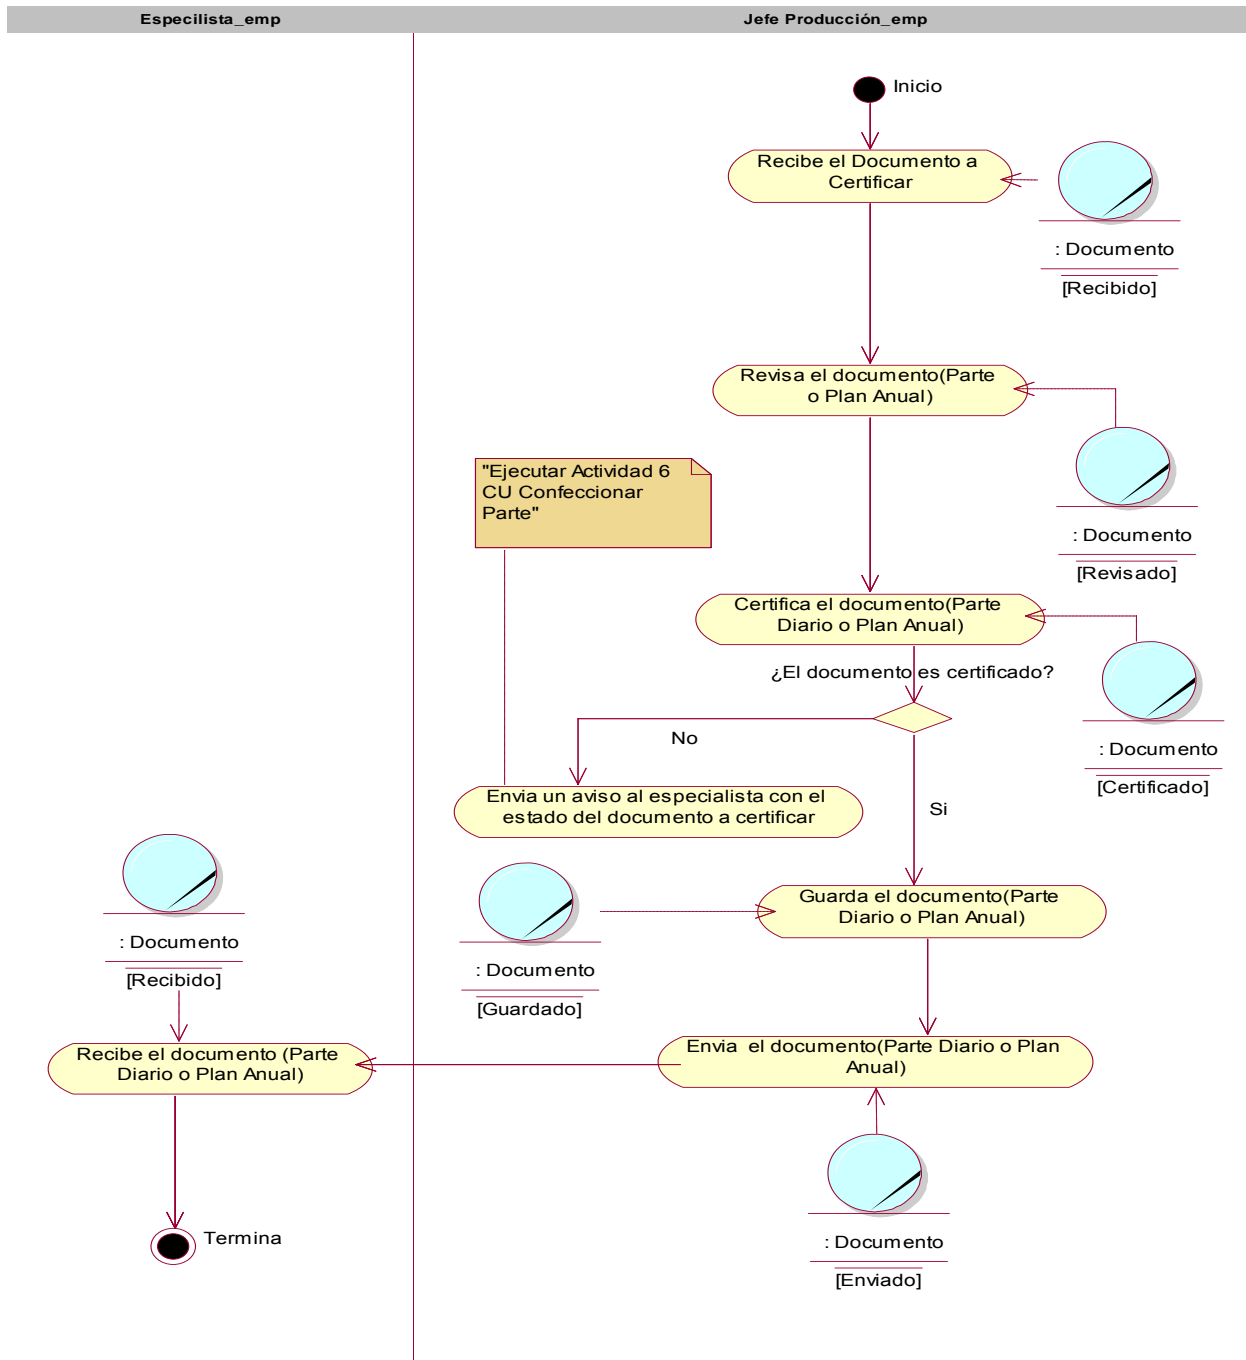 Especilista_emp
Jefe Producción_emp
Inicio
Recibe el Documento a
Certificar
: Documento
[Recibido]
Revisa el documento(Parte
o Plan Anual)
"Ejecutar Actividad 6
CU Confeccionar
Parte"
: Documento
[Revisado]
Certifica el documento(Parte
Diario o Plan Anual)
¿El documento es certificado?
No
: Documento
[Certificado]
Envia un aviso al especialista con el
estado del documento a certificar
Si
Guarda el documento(Parte
Diario o Plan Anual)
: Documento
[Recibido]
: Documento
[Guardado]
Recibe el documento (Parte
Diario o Plan Anual)
Envia  el documento(Parte Diario o Plan
Anual)
Termina
: Documento
[Enviado]